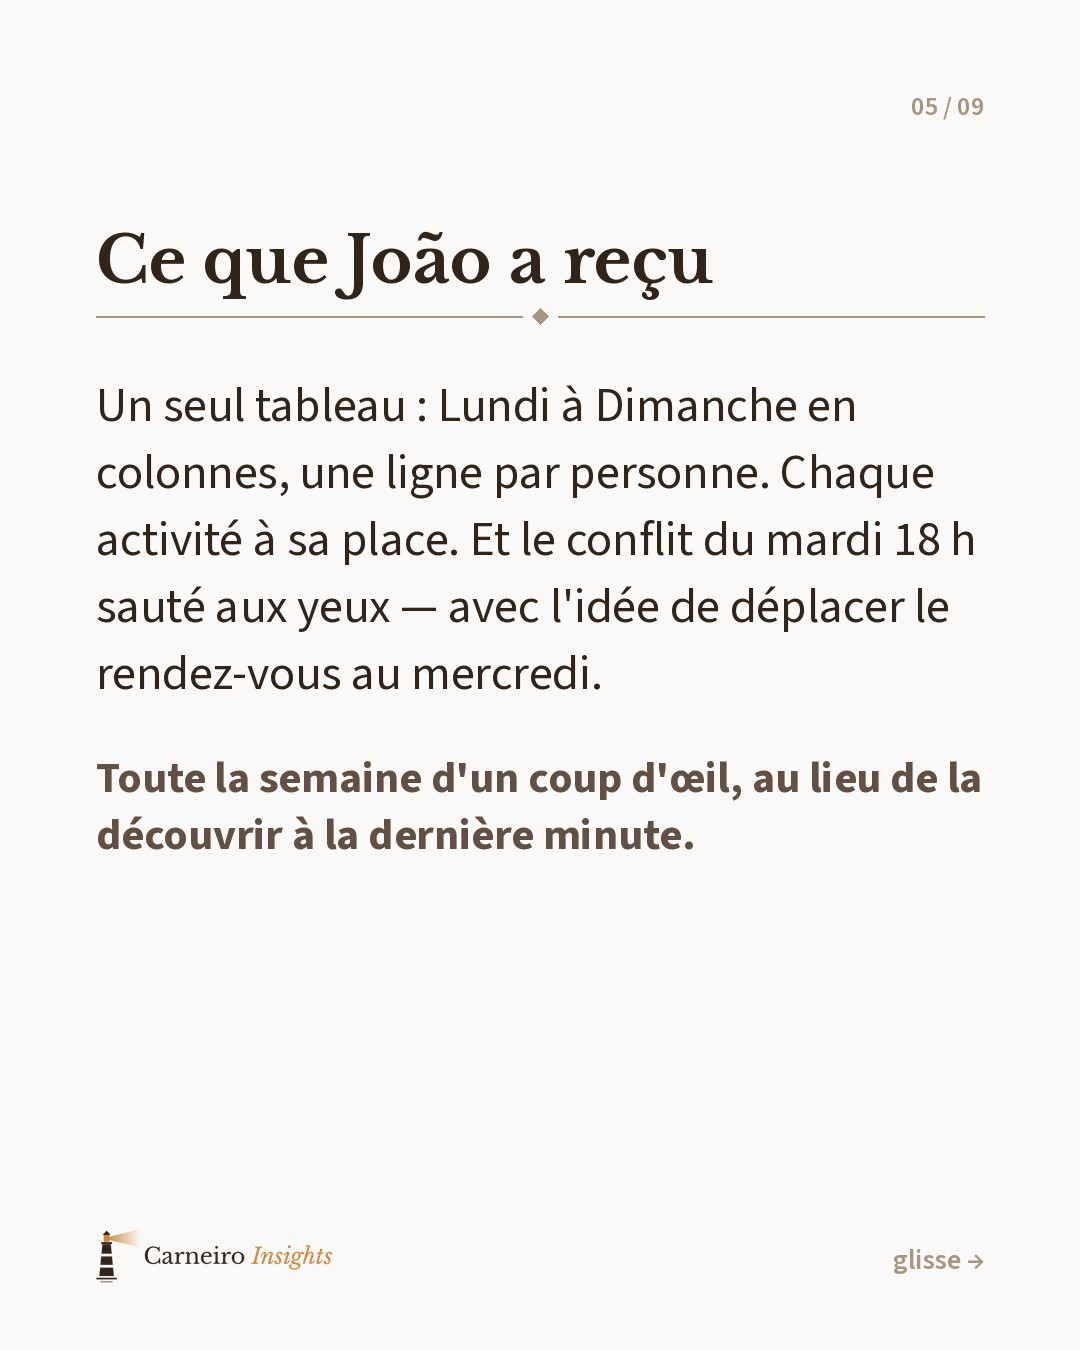 05 / 09
Ce que João a reçu
Un seul tableau : Lundi à Dimanche en
colonnes, une ligne par personne. Chaque
activité à sa place. Et le conflit du mardi 18 h
sauté aux yeux — avec l'idée de déplacer le
rendez-vous au mercredi.
Toute la semaine d'un coup d'œil, au lieu de la
découvrir à la dernière minute.
Carneiro Insights
glisse →